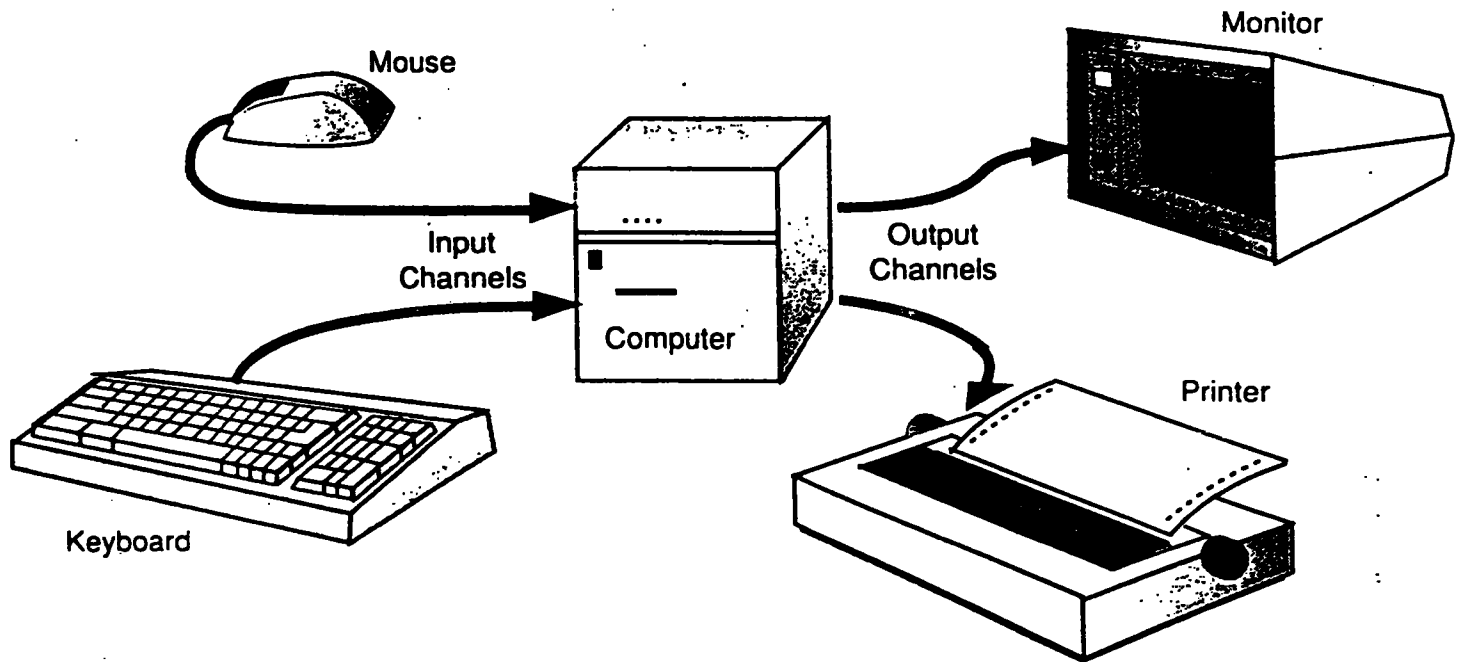 Monitor
Mouse
Input
Channels
Output
Channels
Computer
Printer
Keyboard